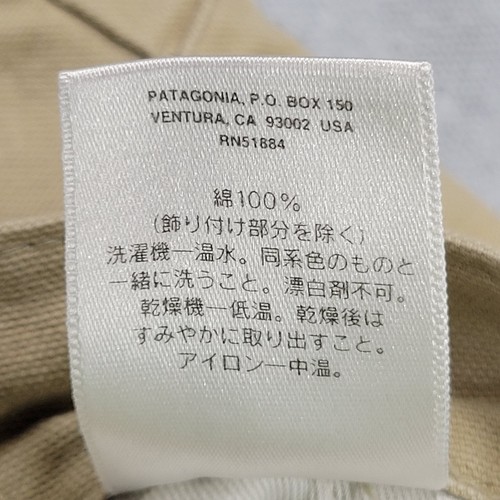 PATAGONIA, P.O. BOX 150
VENTURA, CA 93002 USA
RN51884
綿100%
(飾り付け部分を除く)
洗濯機ー温水。同系色のものと
一緒に洗うこと。漂白剤不可。
乾燥機ー低温。乾燥後は
すみやかに取り出すこと。
アイロンー中温。